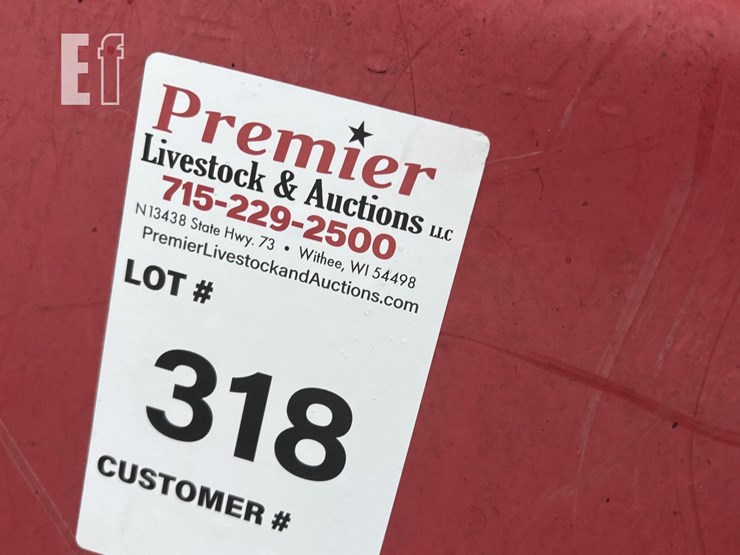 Ef
Premier
Livestock & Auctions LLC
715-229-2500
N13438 State Hwy. 73 • Withee, WI 54498
PremierLivestockandAuctions.com
LOT #
318
CUSTOMER #